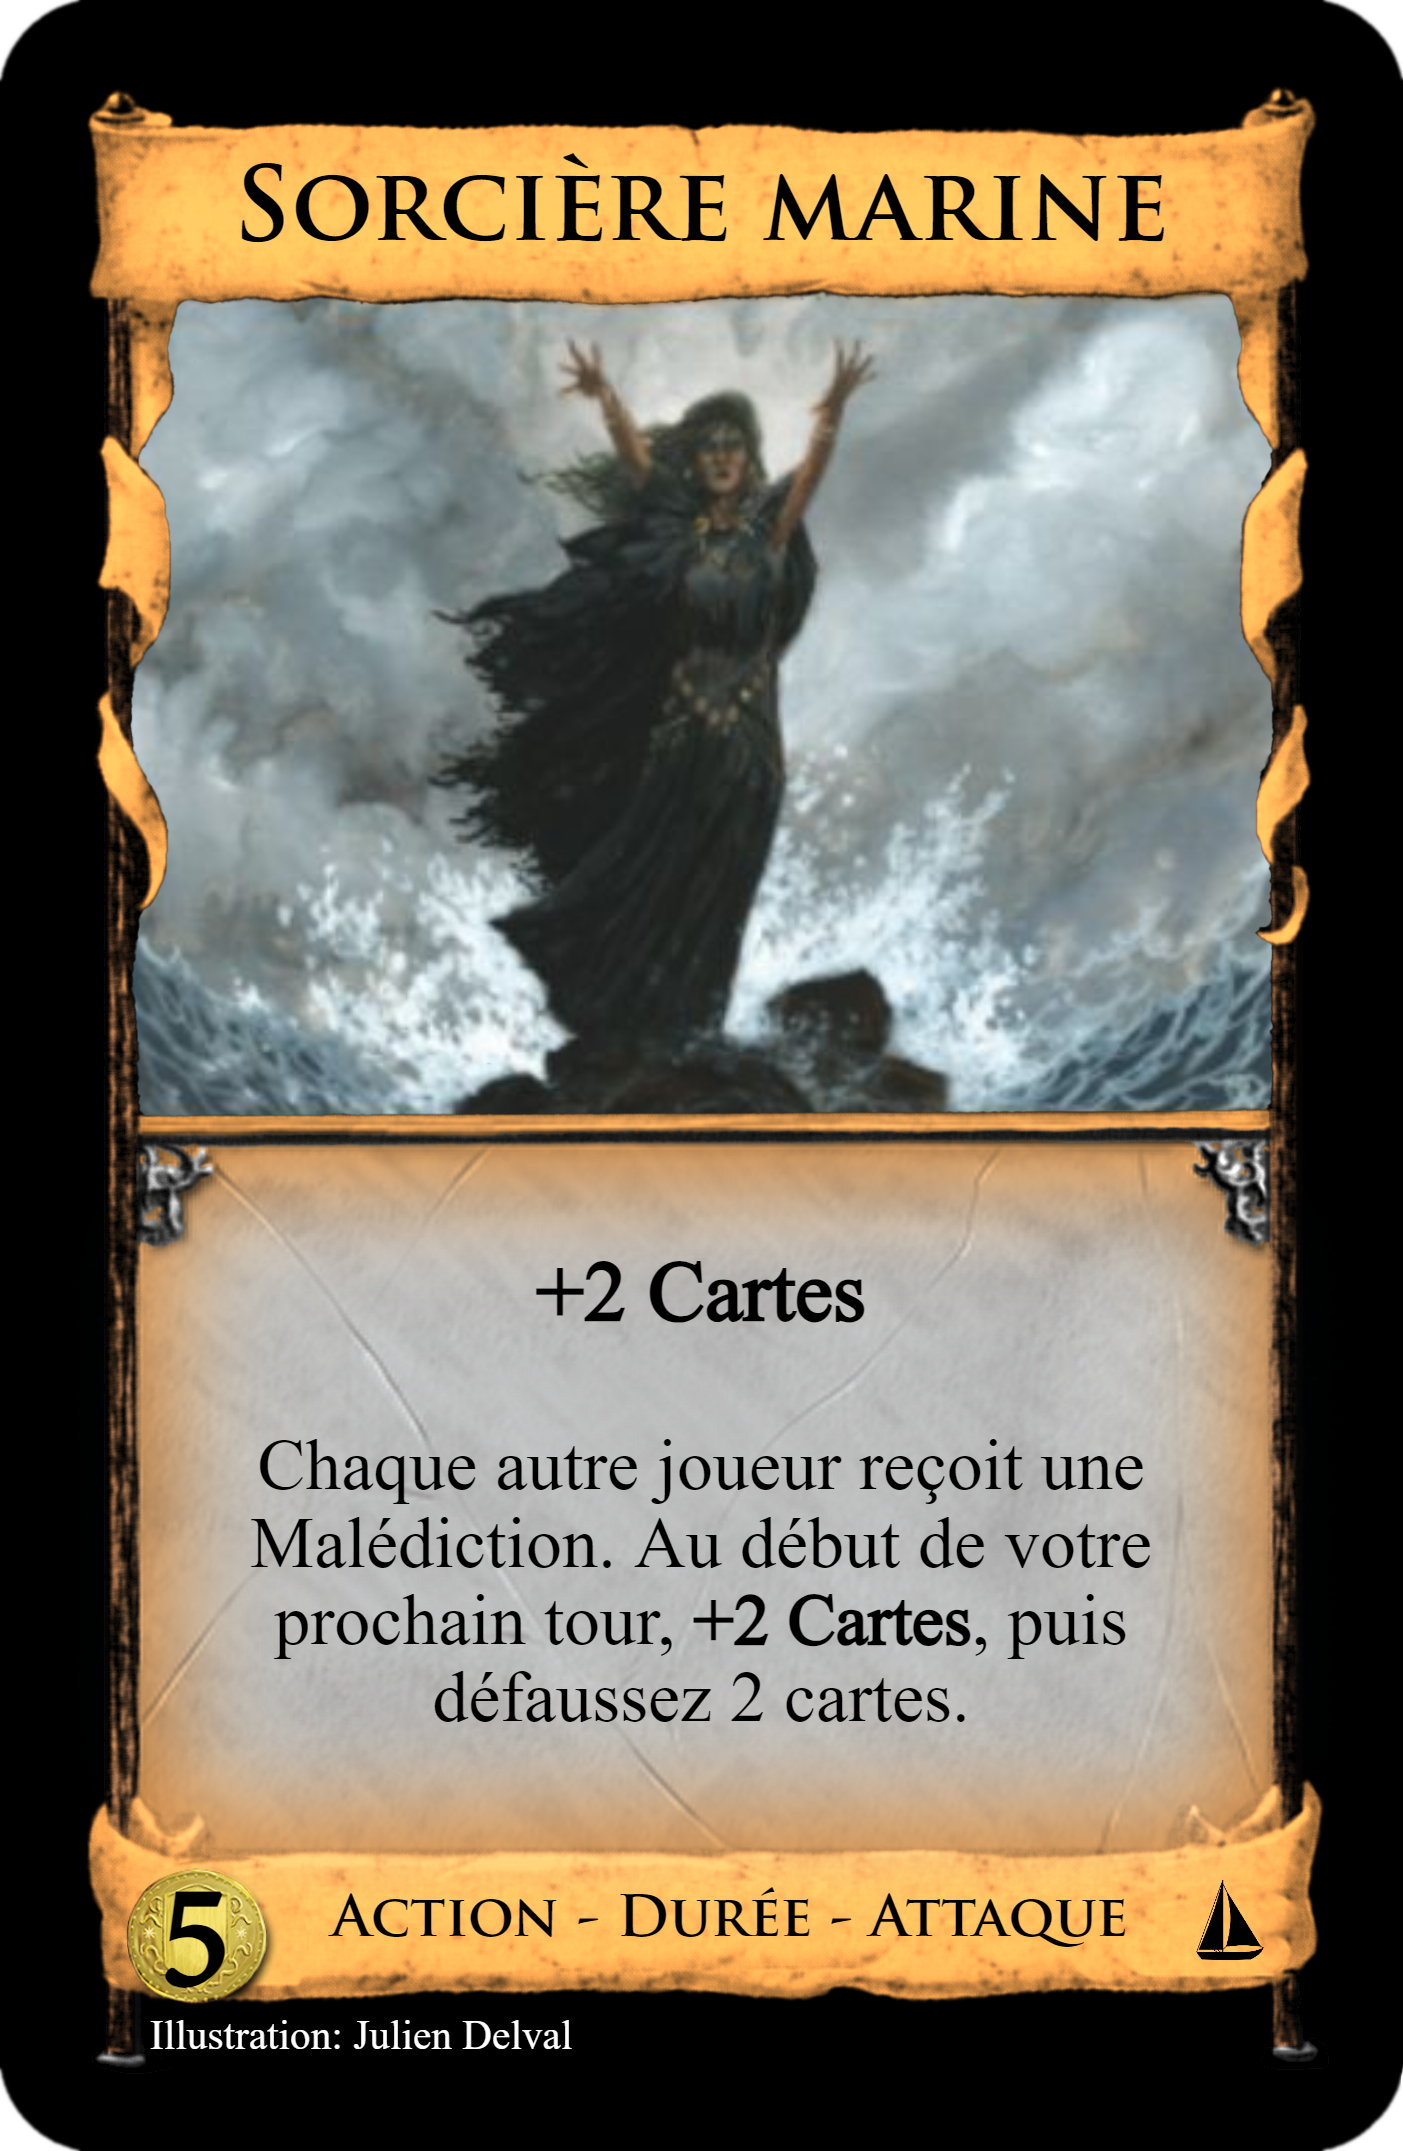 Sorcière marine
+2 Cartes
Chaque autre joueur reçoit une
Malédiction. Au début de votre
prochain tour, +2 Cartes, puis
défaussez 2 cartes.
5
Action - Durée - Attaque
Illustration: Julien Delval